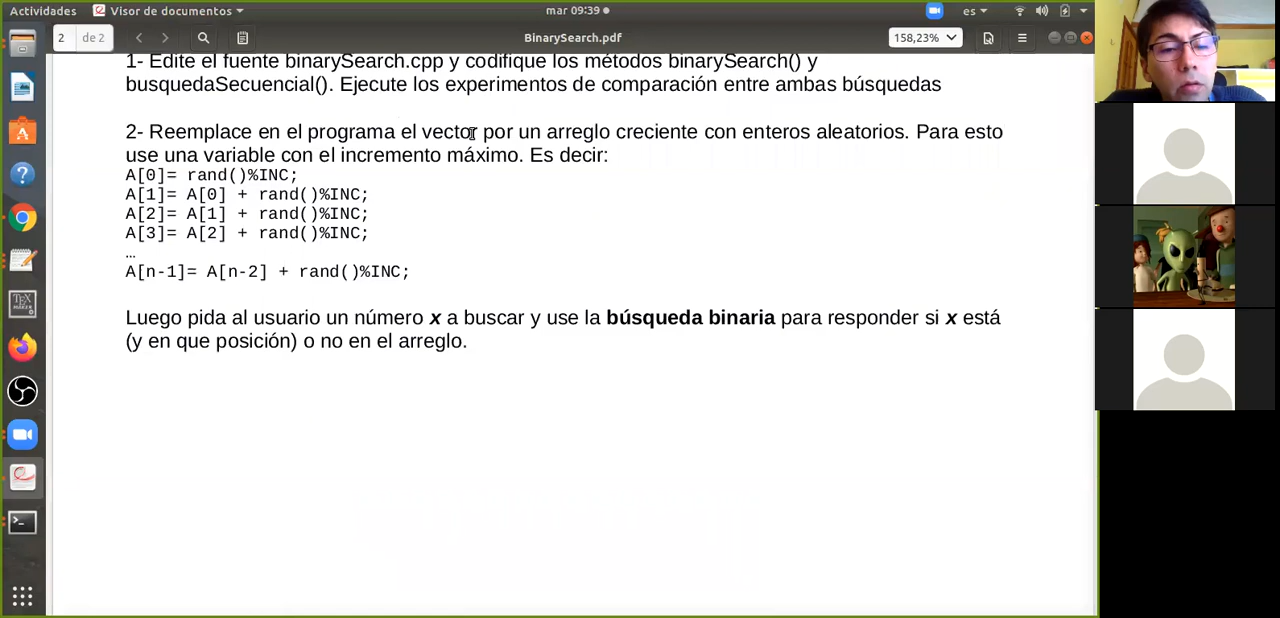 Actividades
Visor de documentos
mar 09:39
es
2
de 2
BinarySearch.pdf
158,23%
1- Edite el fuente binarySearch.cpp y codifique los métodos binarySearch() y
busquedaSecuencial(). Ejecute los experimentos de comparación entre ambas búsquedas
2- Reemplace en el programa el vector por un arreglo creciente con enteros aleatorios. Para esto
use una variable con el incremento máximo. Es decir:
A[0]= rand()%INC;
A[1]= A[0] + rand()%INC;
A[2]= A[1] + rand()%INC;
A[3]= A[2] + rand()%INC;
…
A[n-1]= A[n-2] + rand()%INC;
Luego pida al usuario un número x a buscar y use la búsqueda binaria para responder si x está
(y en que posición) o no en el arreglo.